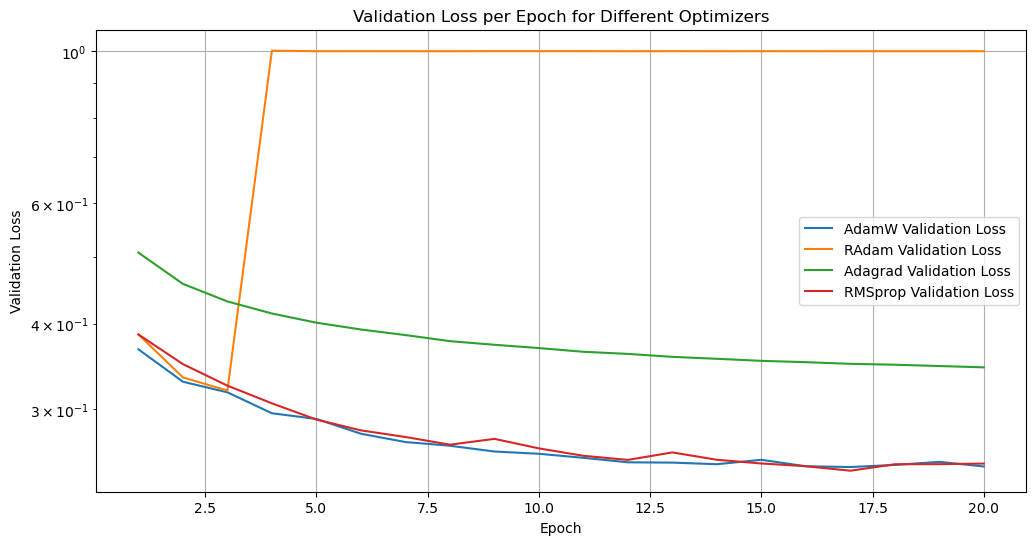 Validation Loss per Epoch for Different Optimizers
Validation Loss
10⁰
6 × 10⁻¹
4 × 10⁻¹
3 × 10⁻¹
AdamW Validation Loss
RAdam Validation Loss
Adagrad Validation Loss
RMSprop Validation Loss
2.5 5.0 7.5 10.0 12.5 15.0 17.5 20.0
Epoch